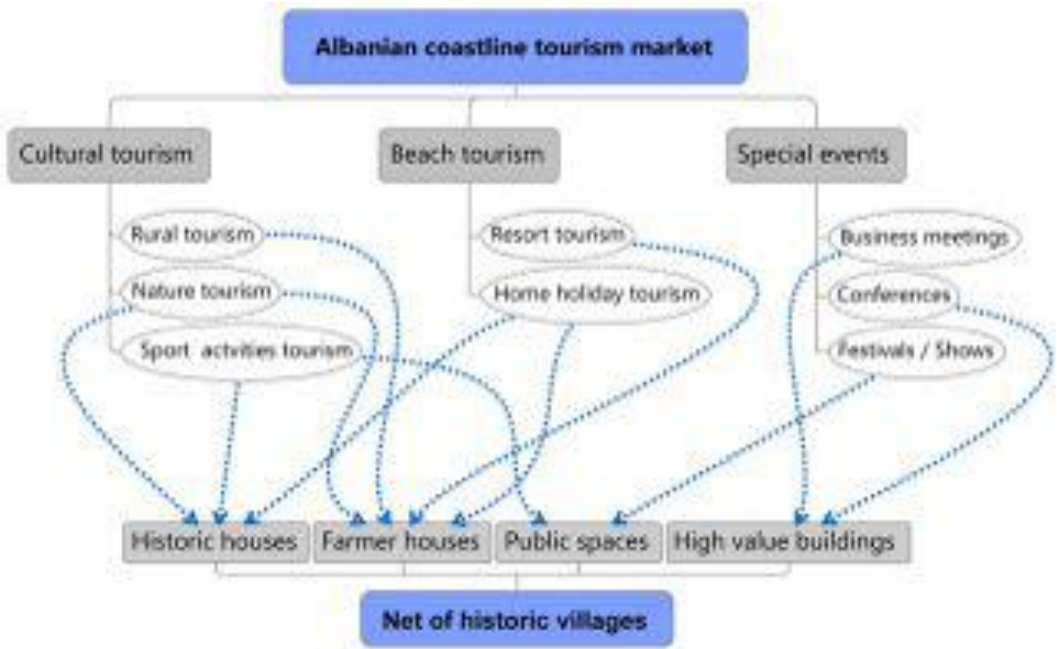 Albanian coastline tourism market
Cultural tourism
Beach tourism
Special events
Rural tourism
Resort tourism
Business meetings
Nature tourism
Home holiday tourism
Conferences
Sport actvities tourism
Festivals / Shows
Historic houses
Farmer houses
Public spaces
High value buildings
Net of historic villages